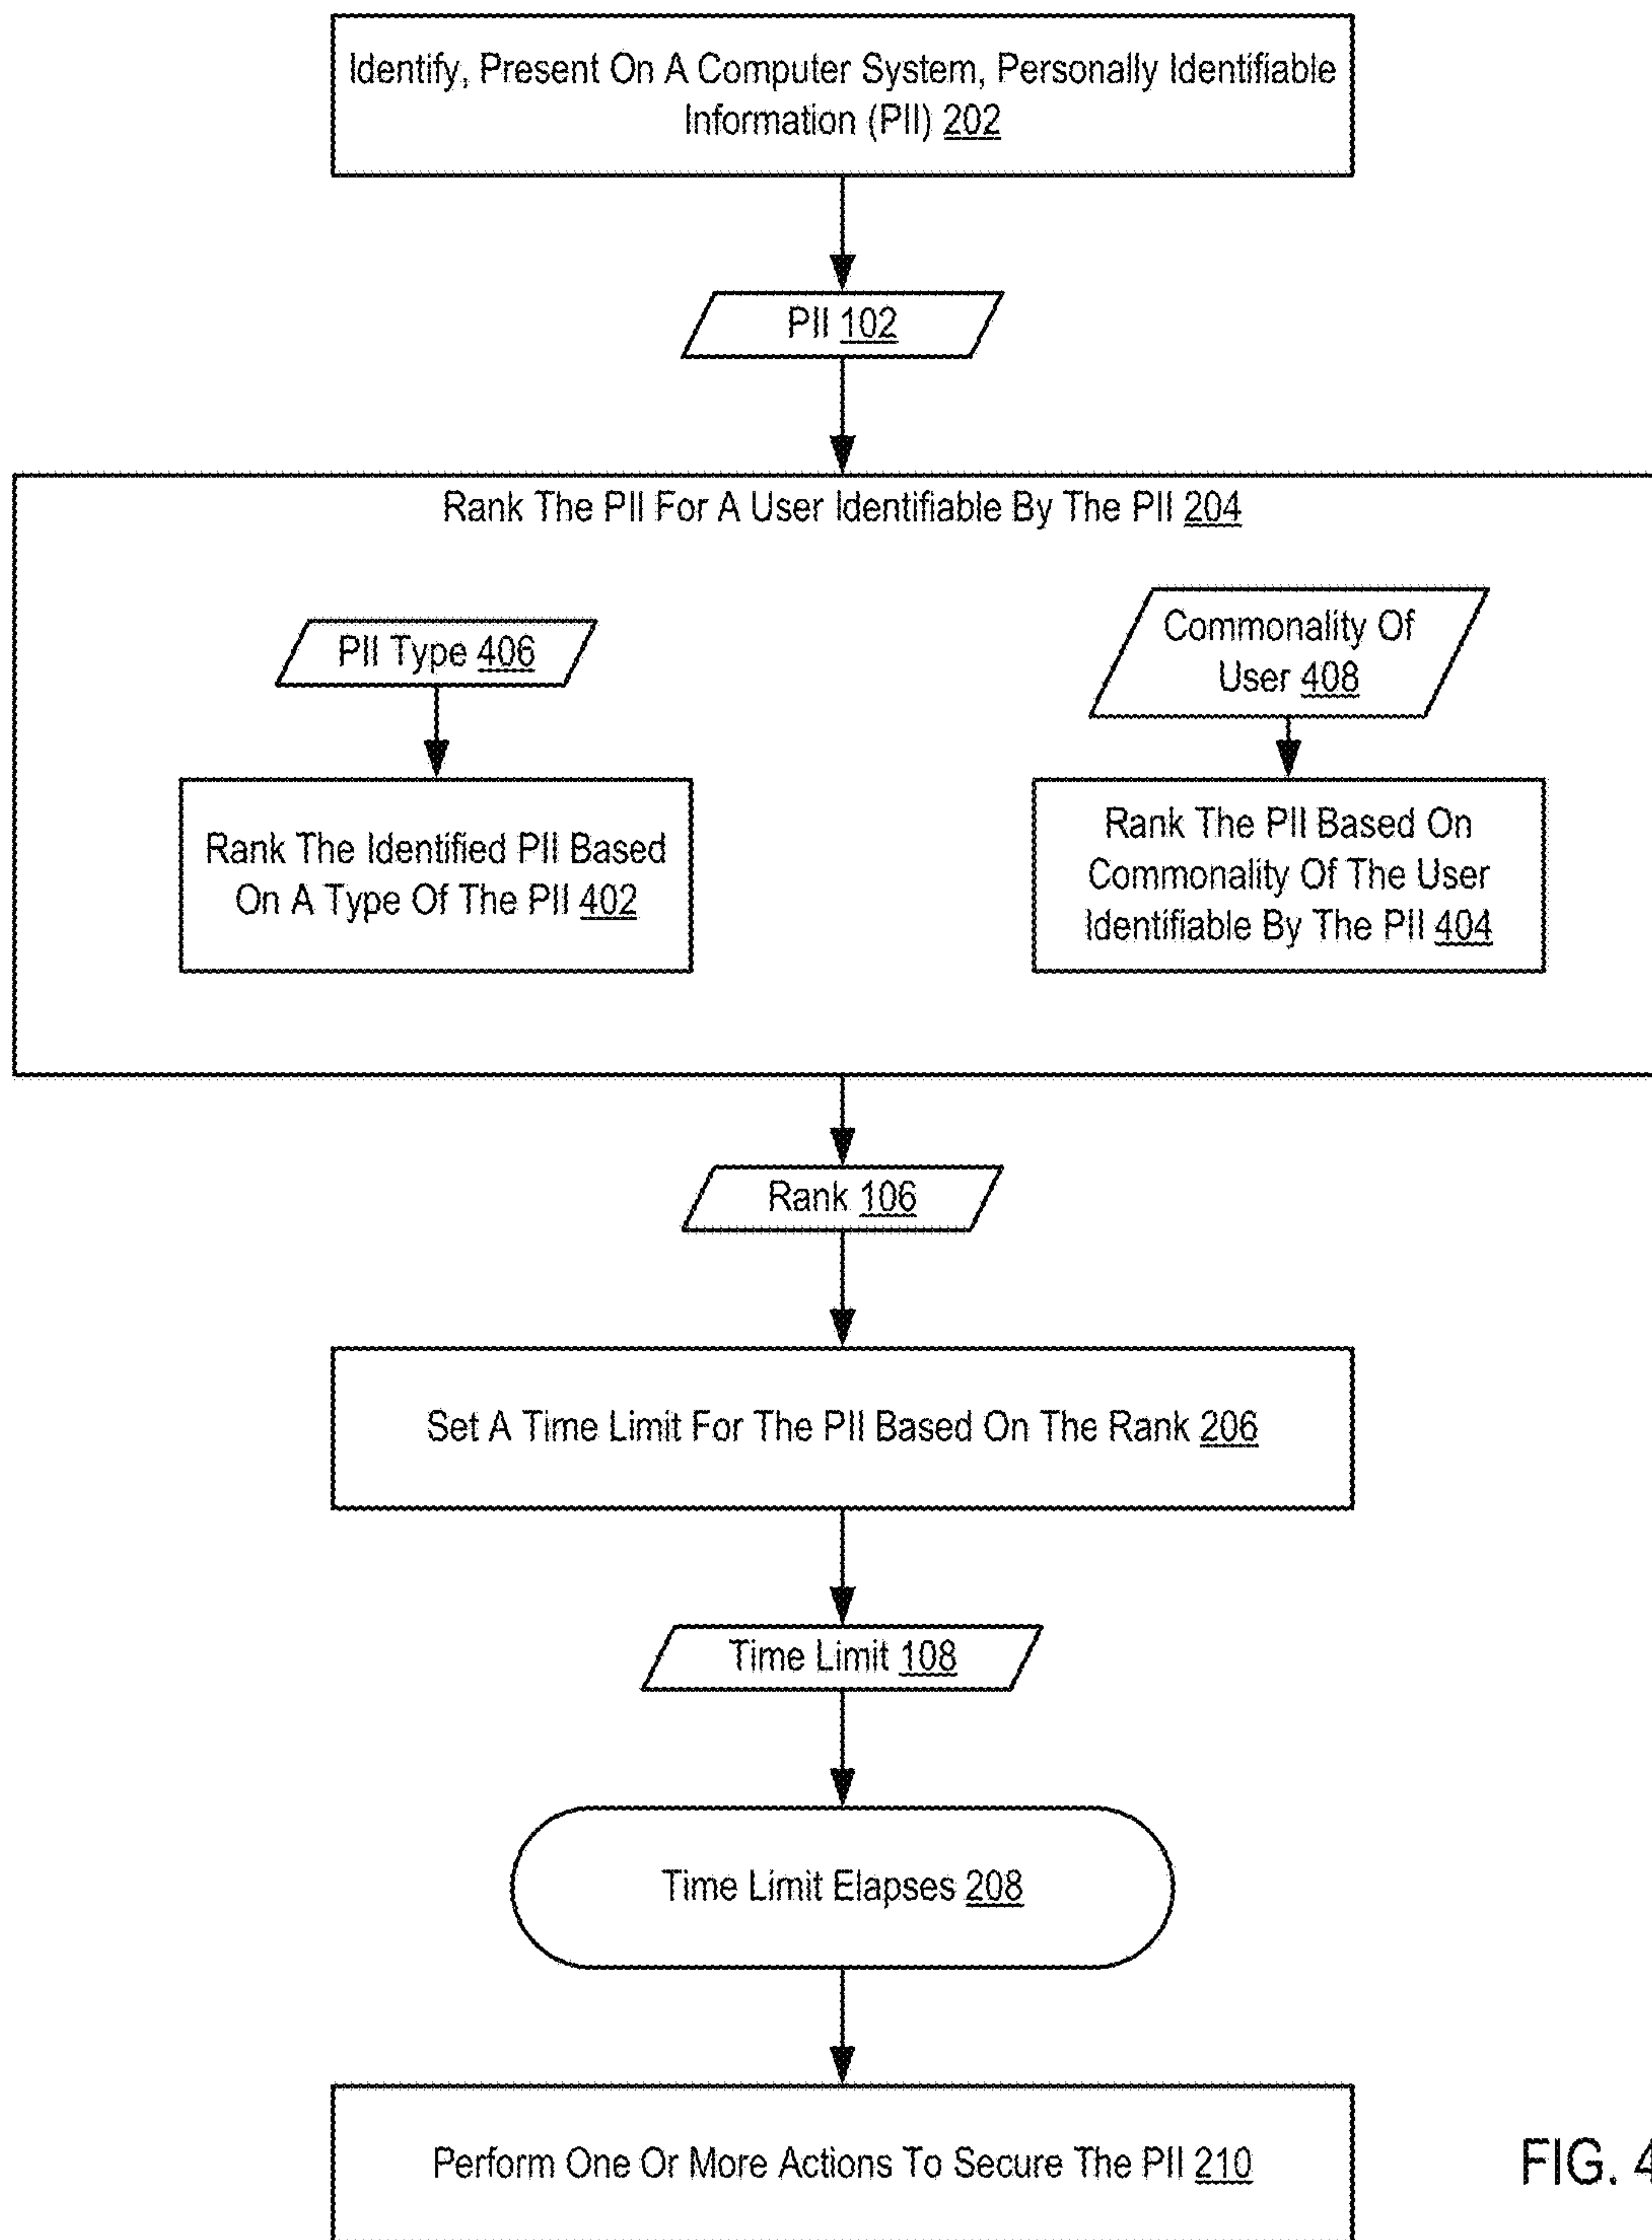 Identify, Present On A Computer System, Personally Identifiable
Information (PII) 202
PII 102
Rank The PII For A User Identifiable By The PII 204
PII Type 406
Commonality Of
User 408
Rank The Identified PII Based
On A Type Of The PII 402
Rank The PII Based On
Commonality Of The User
Identifiable By The PII 404
Rank 106
Set A Time Limit For The PII Based On The Rank 206
Time Limit 108
Time Limit Elapses 208
Perform One Or More Actions To Secure The PII 210
FIG. 4